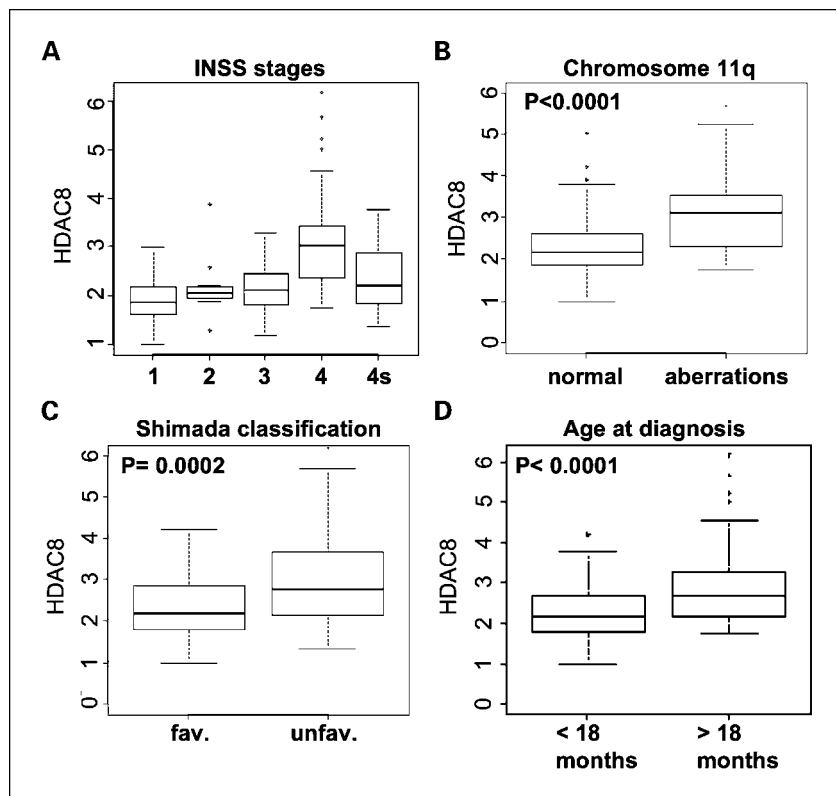 A
INSS stages
HDAC8
6
5
4
3
2
1
1 2 3 4 4s
B
Chromosome 11q
P<0.0001
HDAC8
6
5
4
3
2
1
0
normal aberrations
C
Shimada classification
P= 0.0002
HDAC8
6
5
4
3
2
1
0
fav. unfav.
D
Age at diagnosis
P< 0.0001
HDAC8
6
5
4
3
2
1
0
< 18 > 18
months months